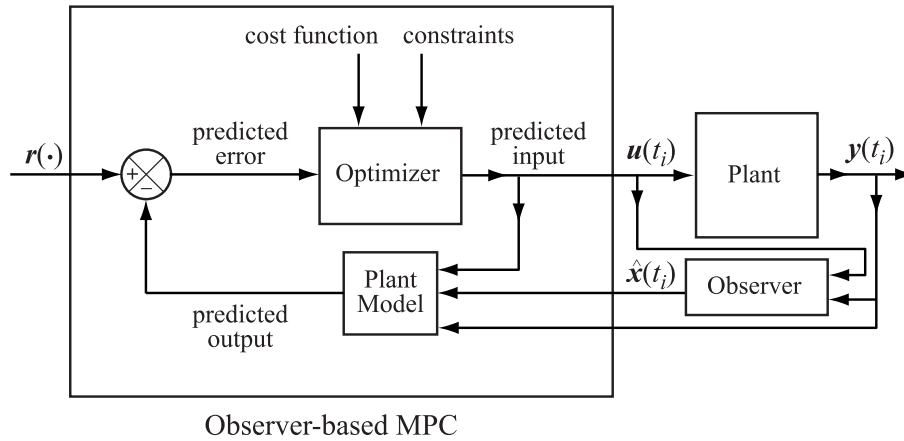 cost function
constraints
predicted
error
predicted
input
r(·)
+
−
Optimizer
u(tᵢ)
Plant
y(tᵢ)
Plant
Model
x̂(tᵢ)
Observer
predicted
output
Observer-based MPC